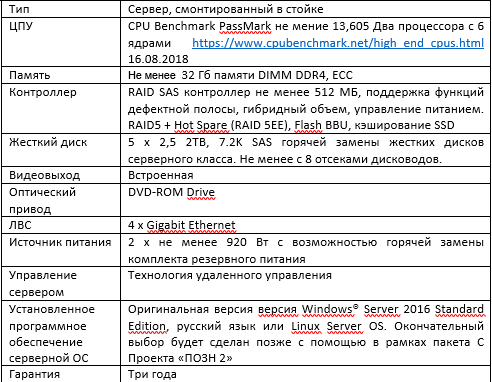 Тип Сервер, смонтированный в стойке
ЦПУ CPU Benchmark PassMark не мение 13,605 Два процессора с 6
ядрами https://www.cpubenchmark.net/high_end_cpus.html
16.08.2018
Память Не менее 32 Гб памяти DIMM DDR4, ECC
Контроллер RAID SAS контроллер не менее 512 МБ, поддержка функций
дефектной полосы, гибридный объем, управление питанием.
RAID5 + Hot Spare (RAID 5EE), Flash BBU, кэширование SSD
Жесткий диск 5 x 2,5 2TB, 7.2K SAS горячей замены жестких дисков
серверного класса. Не менее с 8 отсеками дисководов.
Видеовыход Встроенная
Оптический DVD-ROM Drive
привод
ЛВС 4 x Gigabit Ethernet
Источник питания 2 x не менее 920 Вт с возможностью горячей замены
комплекта резервного питания
Управление Технология удаленного управления
сервером
Установленное Оригинальная версия версия Windows® Server 2016 Standard
программное Edition, русский язык или Linux Server OS. Окончательный
обеспечение выбор будет сделан позже с помощью в рамках пакета С
серверной ОС Проекта «ПОЗН 2»
Гарантия Три года